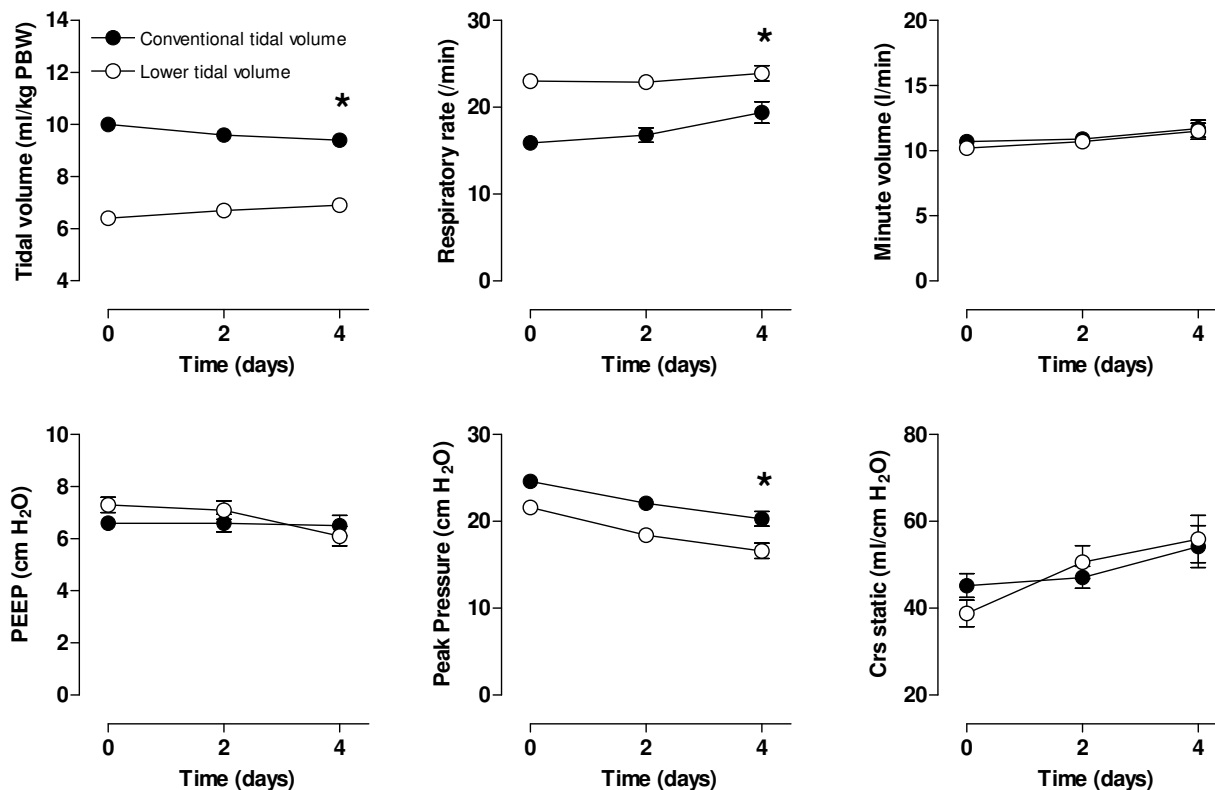 Tidal volume (ml/kg PBW)
14
12
10
8
6
4
Conventional tidal volume
Lower tidal volume
*
0 2 4
Time (days)
Respiratory rate (/min)
30
20
10
0
*
0 2 4
Time (days)
Minute volume (l/min)
20
15
10
5
0
0 2 4
Time (days)
PEEP (cm H₂O)
10
8
6
4
2
0
0 2 4
Time (days)
Peak Pressure (cm H₂O)
30
20
10
0
*
0 2 4
Time (days)
Crs static (ml/cm H₂O)
80
60
40
20
0 2 4
Time (days)